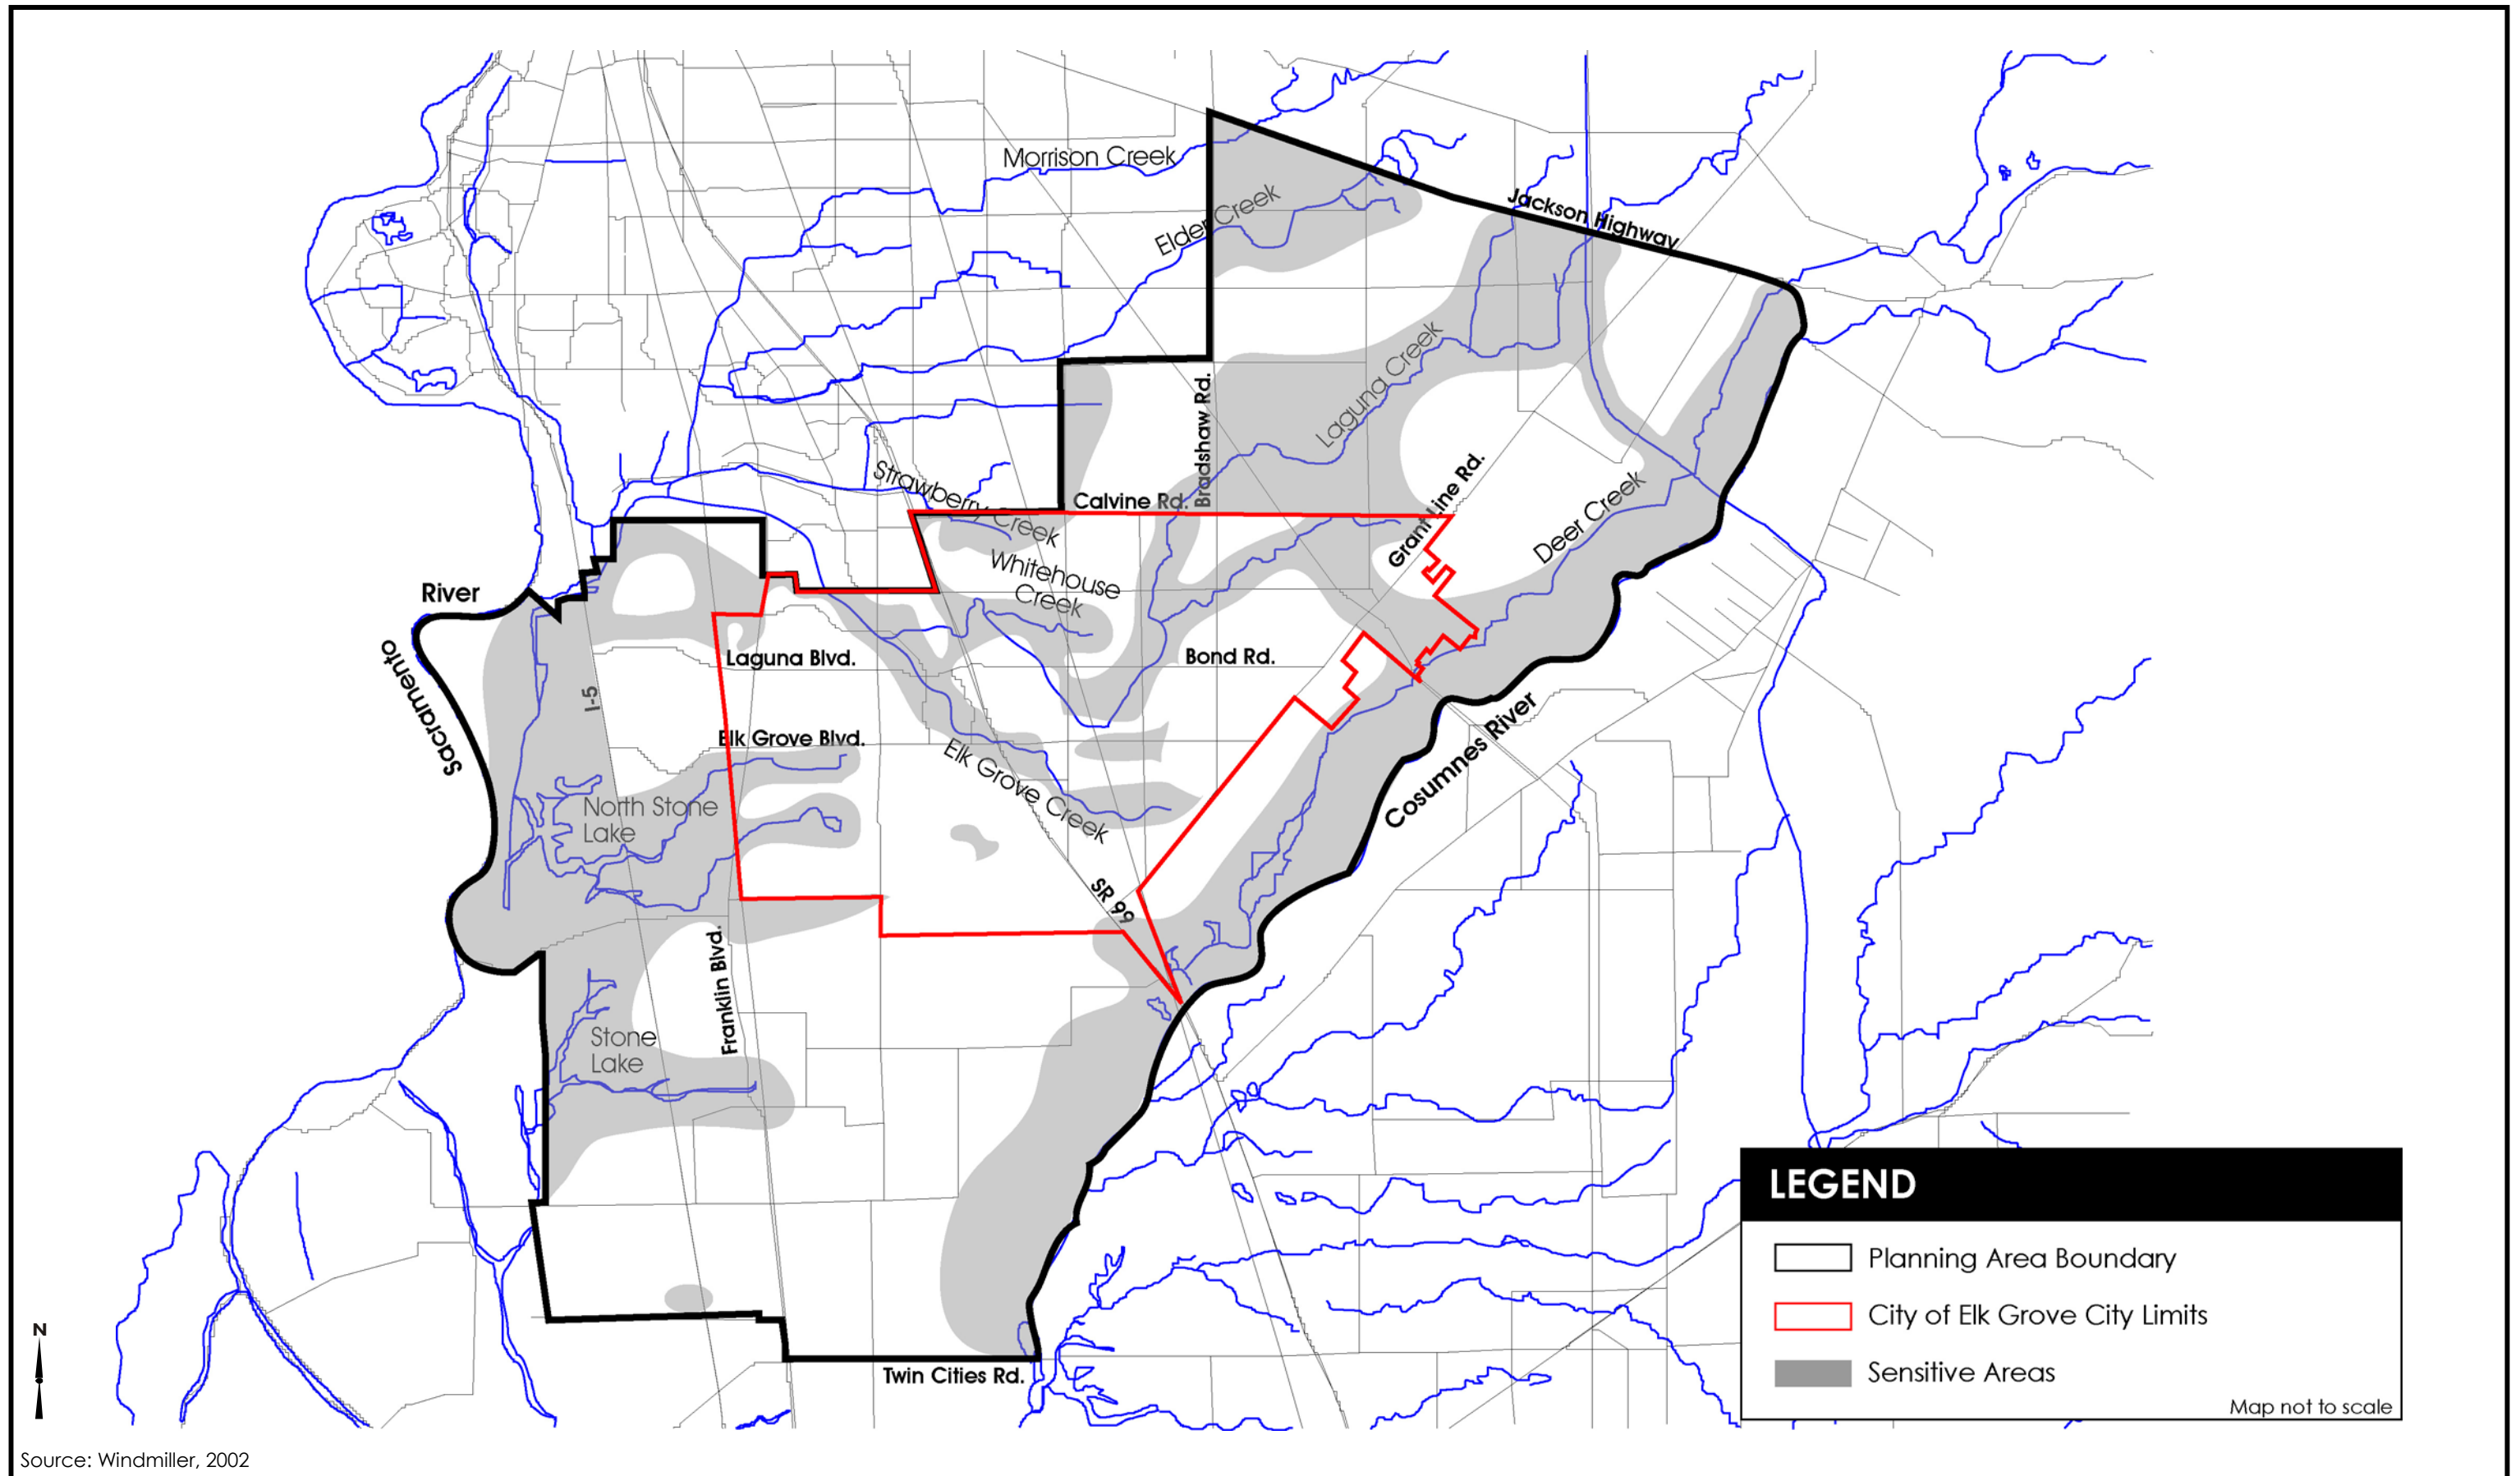 Morrison Creek
Elder Creek
Jackson Highway
Laguna Creek
Bradshaw Rd.
Strawberry Creek
Calvine Rd.
Grant Line Rd.
Deer Creek
Whitehouse
Creek
River
Sacramento
Laguna Blvd.
Bond Rd.
I-5
Elk Grove Blvd.
Elk Grove Creek
Cosumnes River
North Stone
Lake
SR 99
Franklin Blvd.
Stone
Lake
Twin Cities Rd.
N
LEGEND
Planning Area Boundary
City of Elk Grove City Limits
Sensitive Areas
Map not to scale
Source: Windmiller, 2002